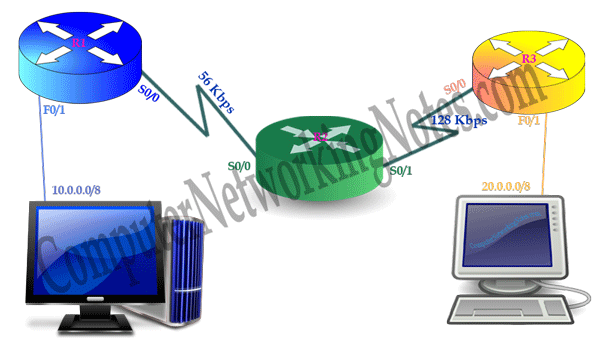 R1
R3
56 Kbps
S0/0
S0/0
F0/1
R2
128 Kbps
F0/1
S0/0
S0/1
10.0.0.0/8
20.0.0.0/8
ComputerNetworkingNotes.com